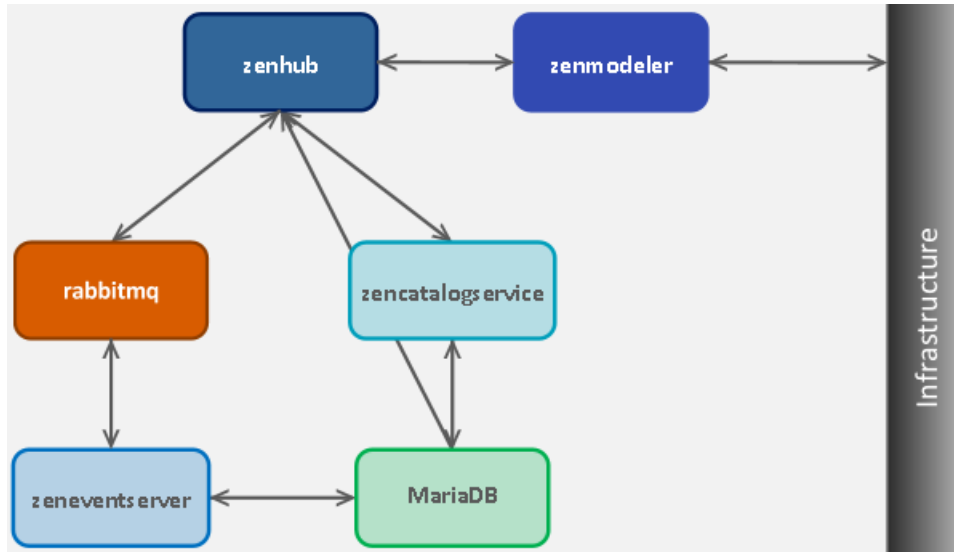 zenhub
zenmodeler
Infrastructure
rabbitmq
zencatalogservice
zeneventserver
MariaDB